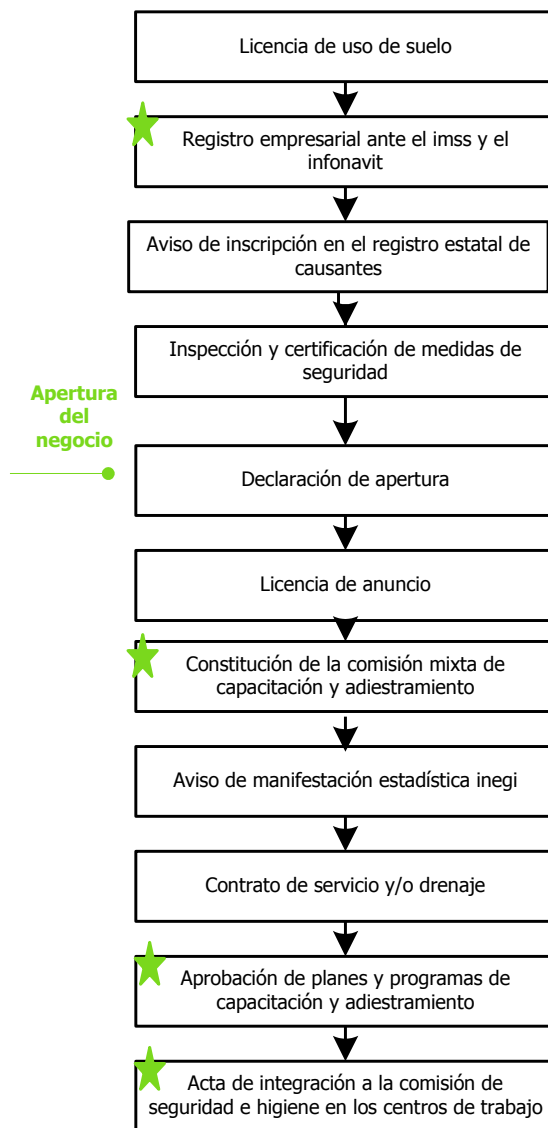 Licencia de uso de suelo
Registro empresarial ante el imss y el
infonavit
Aviso de inscripción en el registro estatal de
causantes
Inspección y certificación de medidas de
seguridad
Apertura
del
negocio
Declaración de apertura
Licencia de anuncio
Constitución de la comisión mixta de
capacitación y adiestramiento
Aviso de manifestación estadística inegi
Contrato de servicio y/o drenaje
Aprobación de planes y programas de
capacitación y adiestramiento
Acta de integración a la comisión de
seguridad e higiene en los centros de trabajo